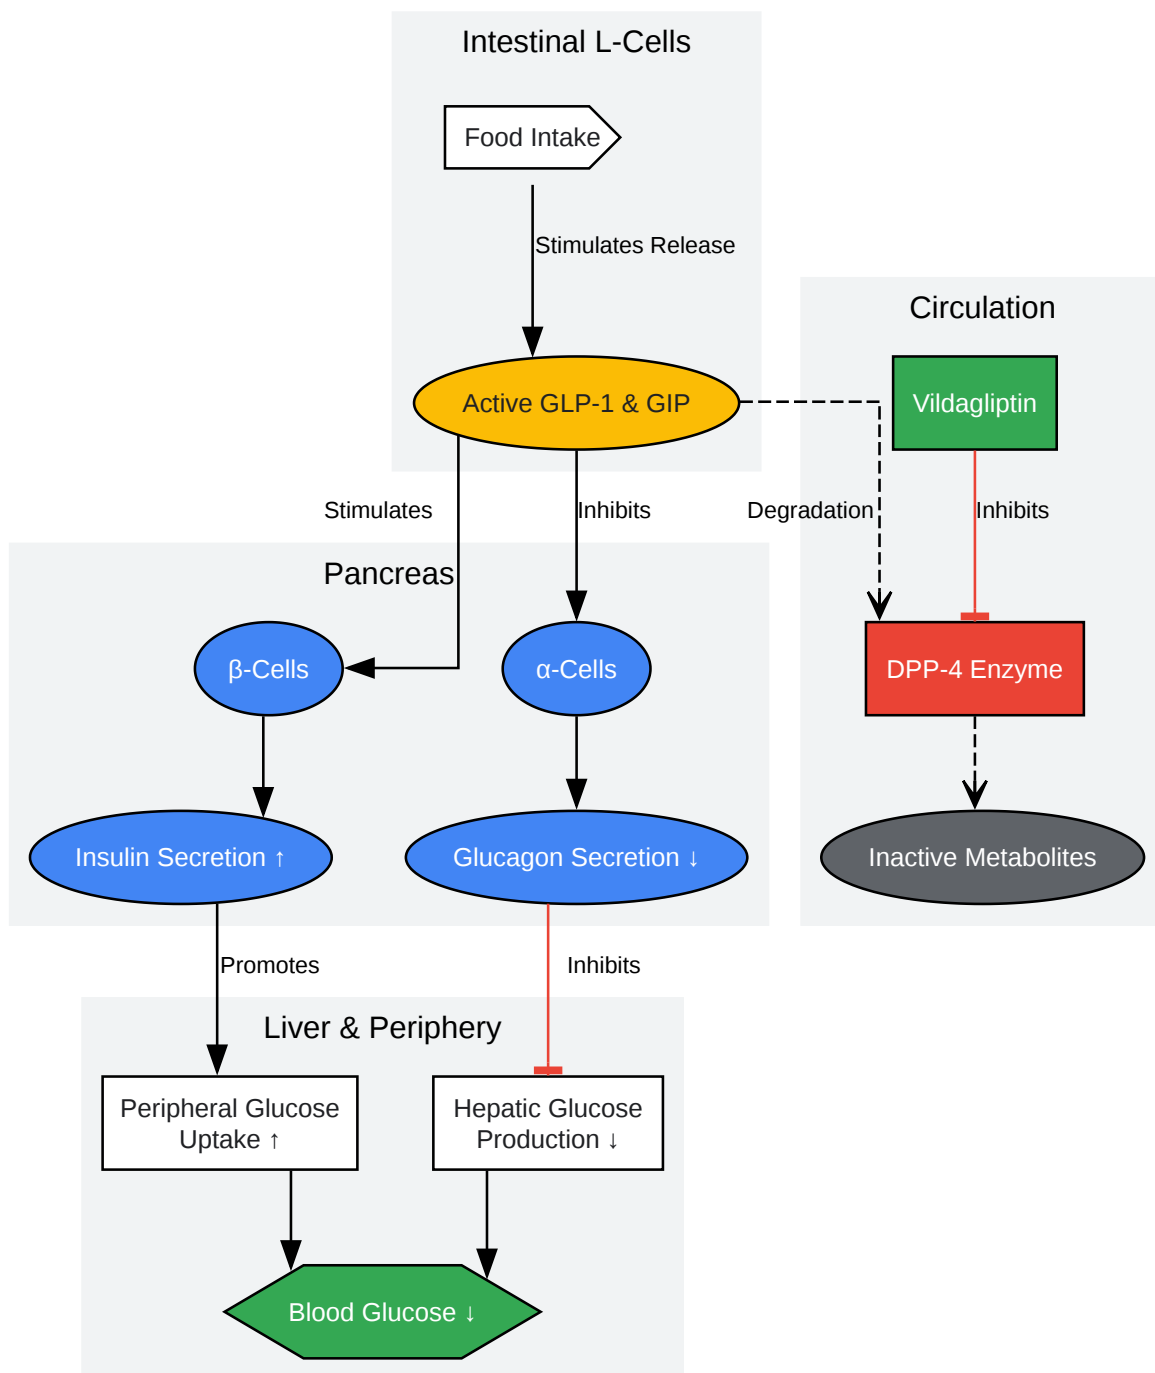 Intestinal L-Cells
Food Intake
Stimulates Release
Circulation
Active GLP-1 & GIP
Vildagliptin
Stimulates
Inhibits
Degradation
Inhibits
Pancreas
β-Cells
α-Cells
DPP-4 Enzyme
Insulin Secretion ↑
Glucagon Secretion ↓
Inactive Metabolites
Promotes
Inhibits
Liver & Periphery
Peripheral Glucose
Uptake ↑
Hepatic Glucose
Production ↓
Blood Glucose ↓